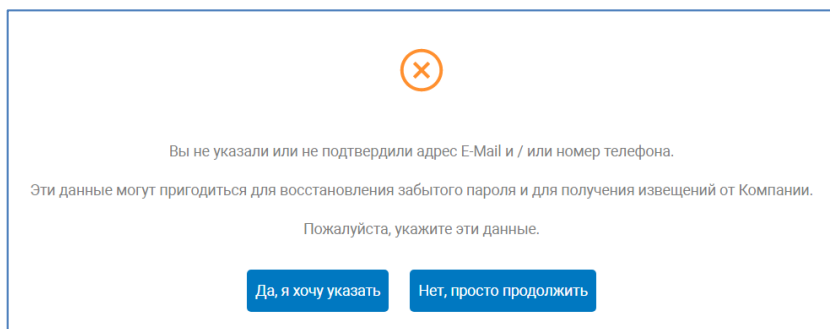 Вы не указали или не подтвердили адрес E-Mail и / или номер телефона.
Эти данные могут пригодиться для восстановления забытого пароля и для получения извещений от Компании.
Пожалуйста, укажите эти данные.
Да, я хочу указать
Нет, просто продолжить